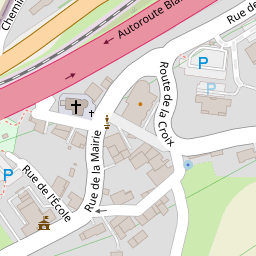 Chemin
Autoroute Bla
Rue de
P
Route de la Croix
P
Rue de la Mairie
Rue de l'École
P